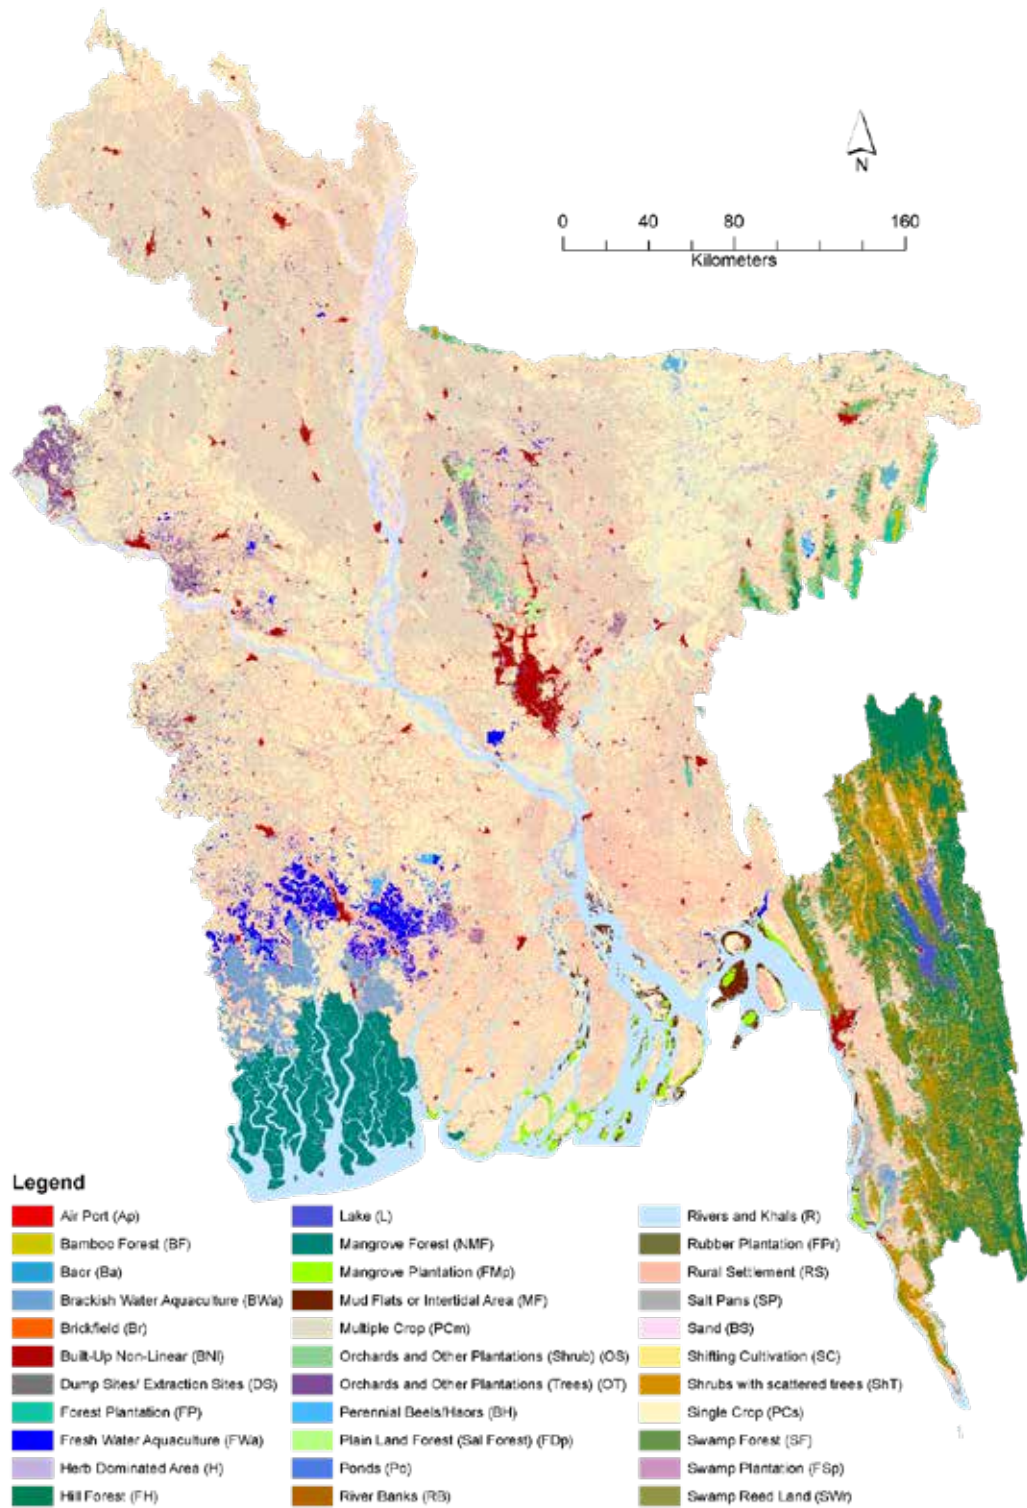 N
0 40 80 160
Kilometers
Legend
Air Port (Ap)
Bamboo Forest (BF)
Baor (Ba)
Brackish Water Aquaculture (BWa)
Brickfield (Br)
Built-Up Non-Linear (BNl)
Dump Sites/ Extraction Sites (DS)
Forest Plantation (FP)
Fresh Water Aquaculture (FWa)
Herb Dominated Area (H)
Hill Forest (FH)
Lake (L)
Mangrove Forest (NMF)
Mangrove Plantation (FMp)
Mud Flats or Intertidal Area (MF)
Multiple Crop (PCm)
Orchards and Other Plantations (Shrub) (OS)
Orchards and Other Plantations (Trees) (OT)
Perennial Beels/Haors (BH)
Plain Land Forest (Sal Forest) (FDp)
Ponds (Po)
River Banks (RB)
Rivers and Khals (R)
Rubber Plantation (FPr)
Rural Settlement (RS)
Salt Pans (SP)
Sand (BS)
Shifting Cultivation (SC)
Shrubs with scattered trees (ShT)
Single Crop (PCs)
Swamp Forest (SF)
Swamp Plantation (FSp)
Swamp Reed Land (SWr)